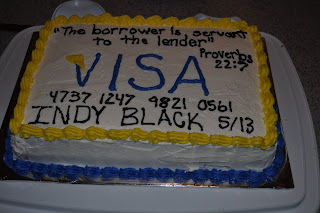 "The borrower is servant
to the lender"
Proverbs
22:7
VISA
4737 1247 9821 0561
INDY BLACK 5/13